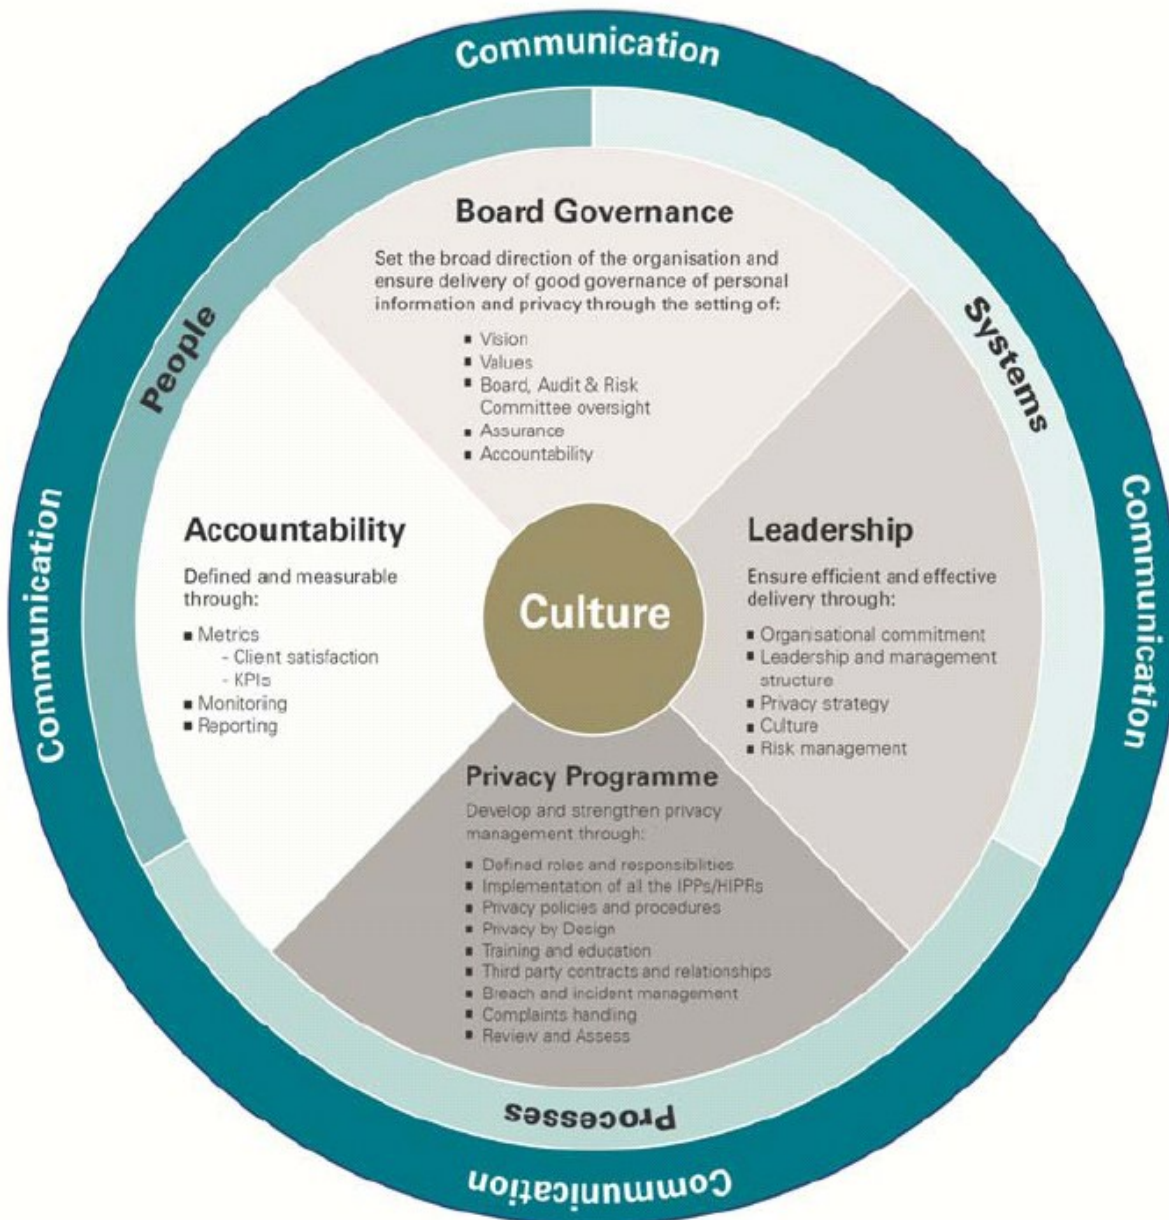 Communication
People
Systems
Communication
Communication
Board Governance
Set the broad direction of the organisation and
ensure delivery of good governance of personal
information and privacy through the setting of:
▪ Vision
▪ Values
▪ Board, Audit & Risk
Committee oversight
▪ Assurance
▪ Accountability
Accountability
Defined and measurable
through:
▪ Metrics
- Client satisfaction
- KPIs
▪ Monitoring
▪ Reporting
Culture
Leadership
Ensure efficient and effective
delivery through:
▪ Organisational commitment
▪ Leadership and management
structure
▪ Privacy strategy
▪ Culture
▪ Risk management
Privacy Programme
Develop and strengthen privacy
management through:
▪ Defined roles and responsibilities
▪ Implementation of all the IPPs/HIPRs
▪ Privacy policies and procedures
▪ Privacy by Design
▪ Training and education
▪ Third party contracts and relationships
▪ Breach and incident management
▪ Complaints handling
▪ Review and Assess
Processes
Communication